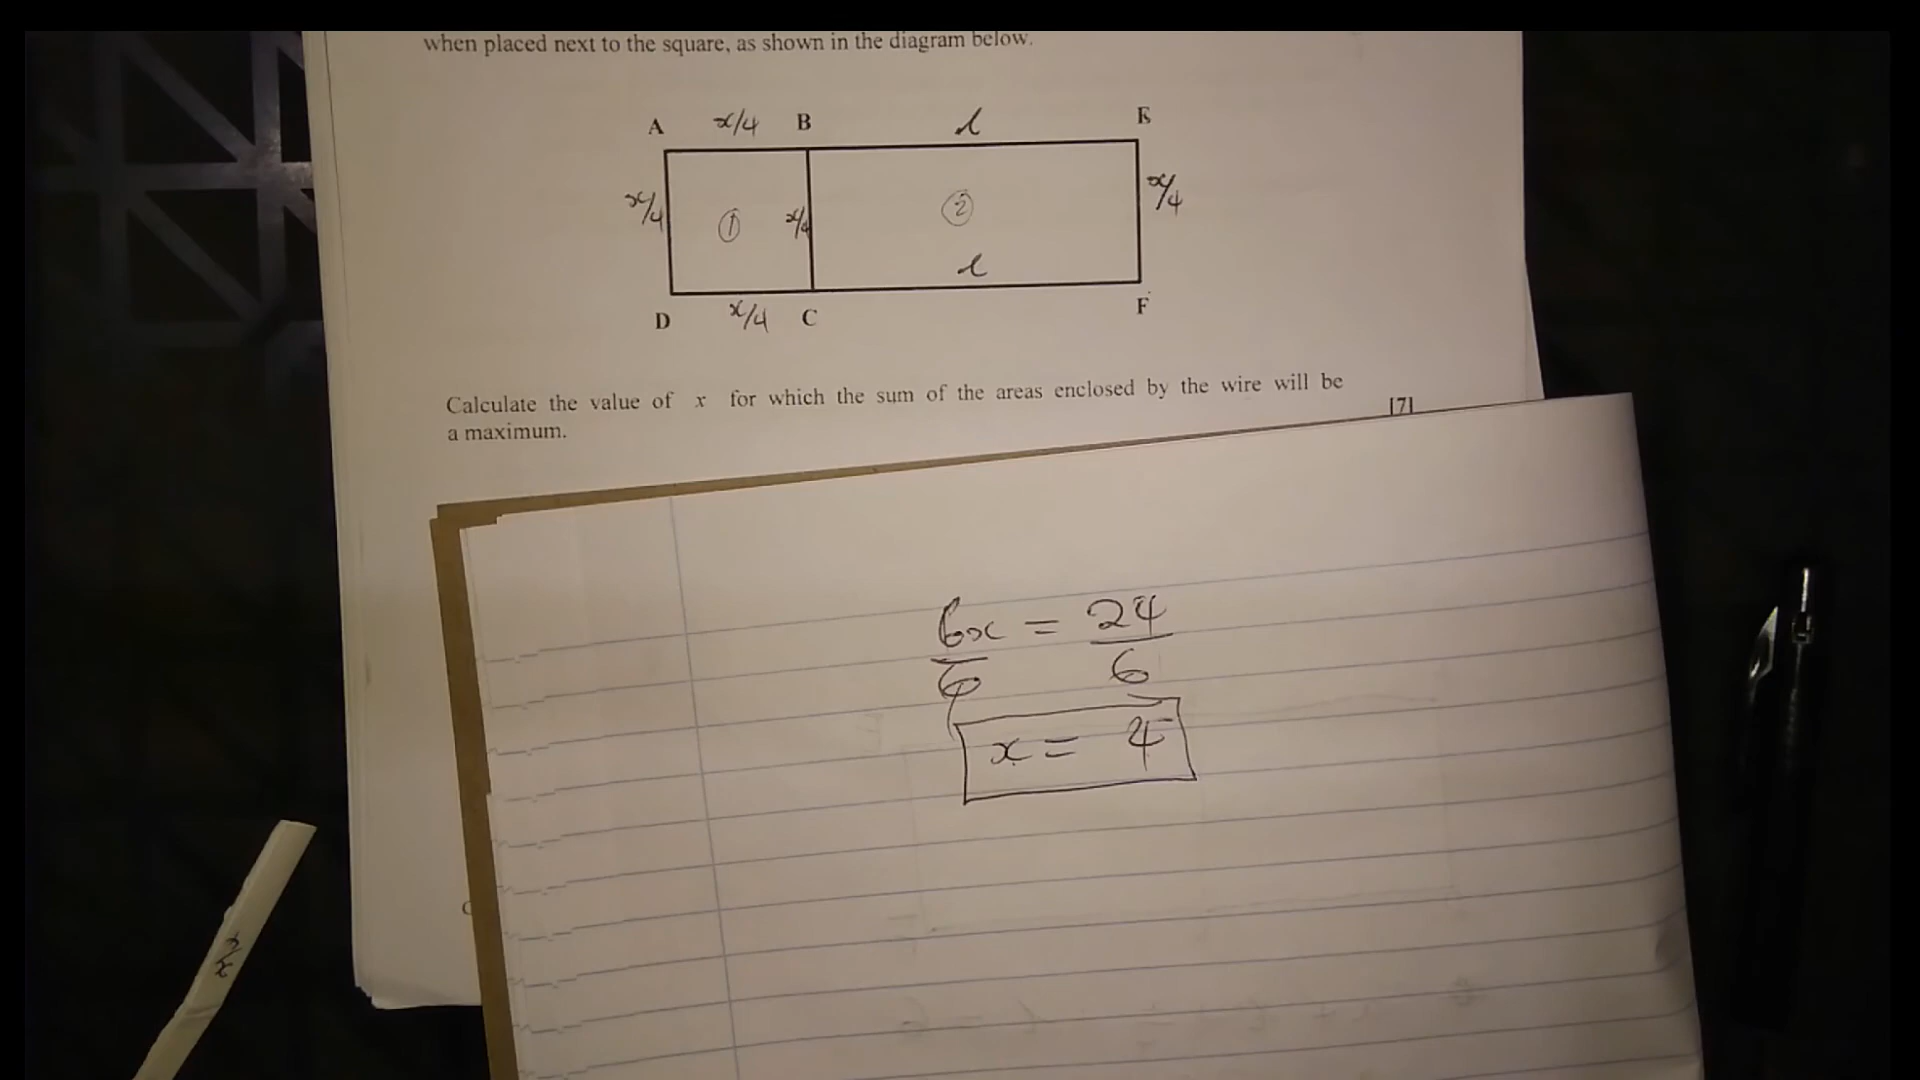 when placed next to the square, as shown in the diagram below.
A x/4 B l E
x/4 ① x/4 ② x/4
l
D x/4 C F
Calculate the value of x for which the sum of the areas enclosed by the wire will be
a maximum. [7]
6x = 24
6 6
x = 4
x/4